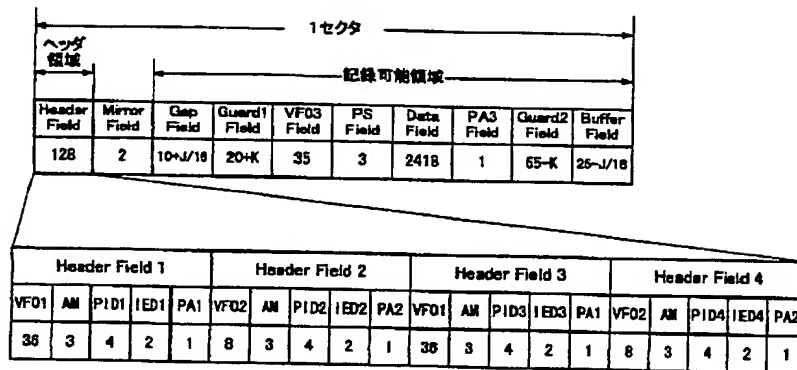 1セクタ
ヘッダ
領域
記録可能領域
Header Field Mirror Field Gap Field Guard1 Field VFO3 Field PS Field Data Field PA3 Field Guard2 Field Buffer Field
128 2 10+J/16 20+K 35 3 2418 1 55-K 25-J/16
Header Field 1 Header Field 2 Header Field 3 Header Field 4
VFO1 AM PID1 IED1 PA1 VFO2 AM PID2 IED2 PA2 VFO1 AM PID3 IED3 PA1 VFO2 AM PID4 IED4 PA2
36 3 4 2 1 8 3 4 2 1 36 3 4 2 1 8 3 4 2 1